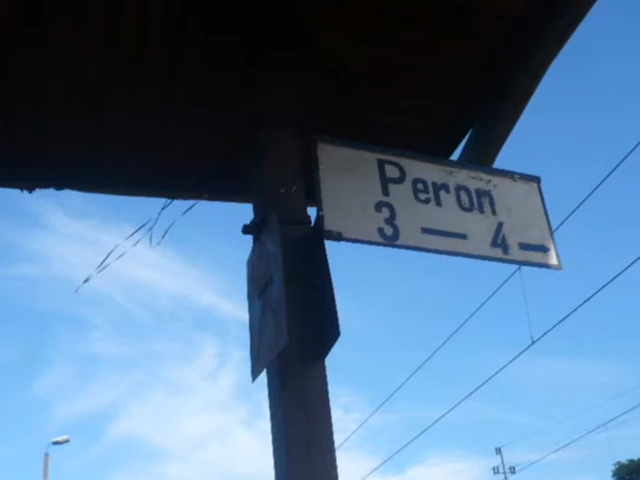 Peron
3 — 4 →